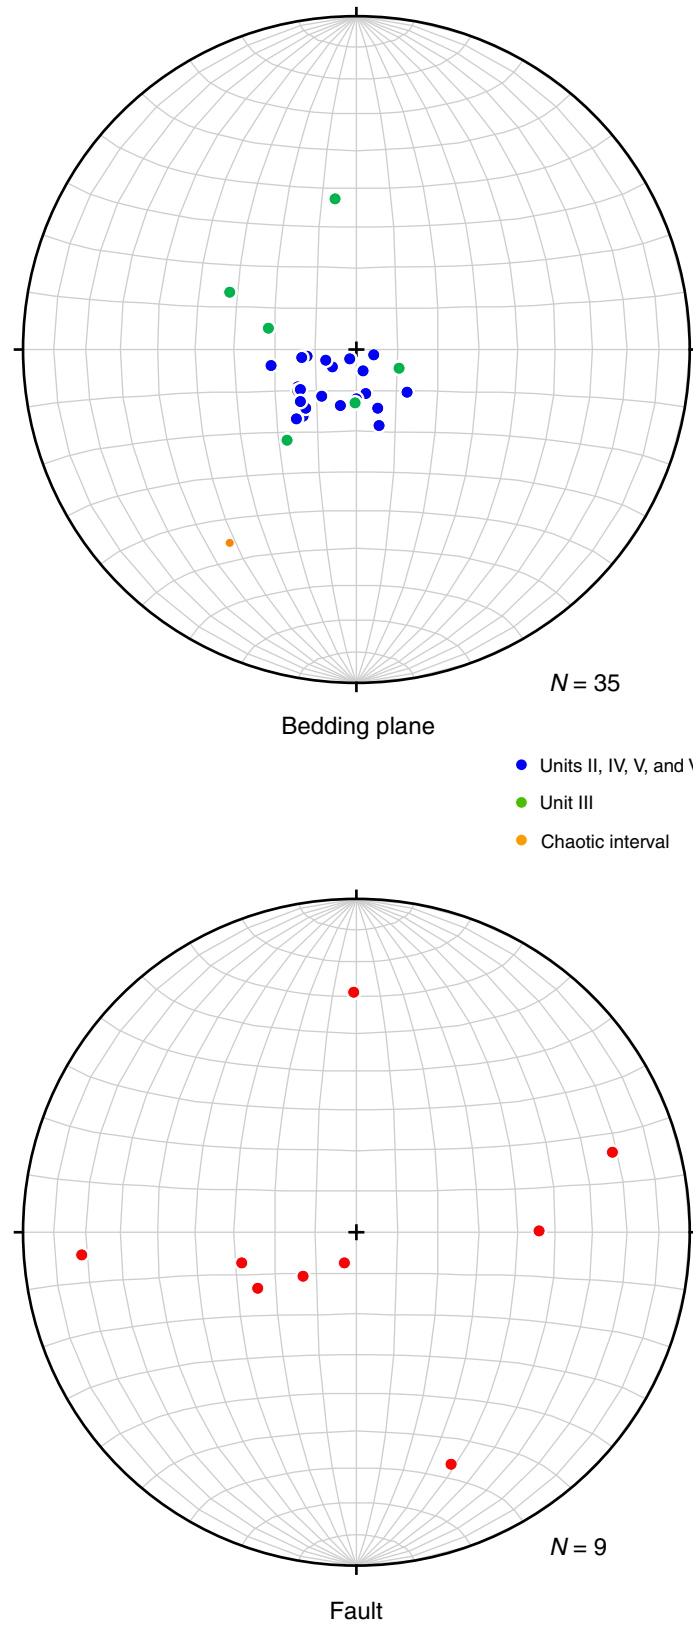 N = 35
Bedding plane
Units II, IV, V, and
Unit III
Chaotic interval
N = 9
Fault